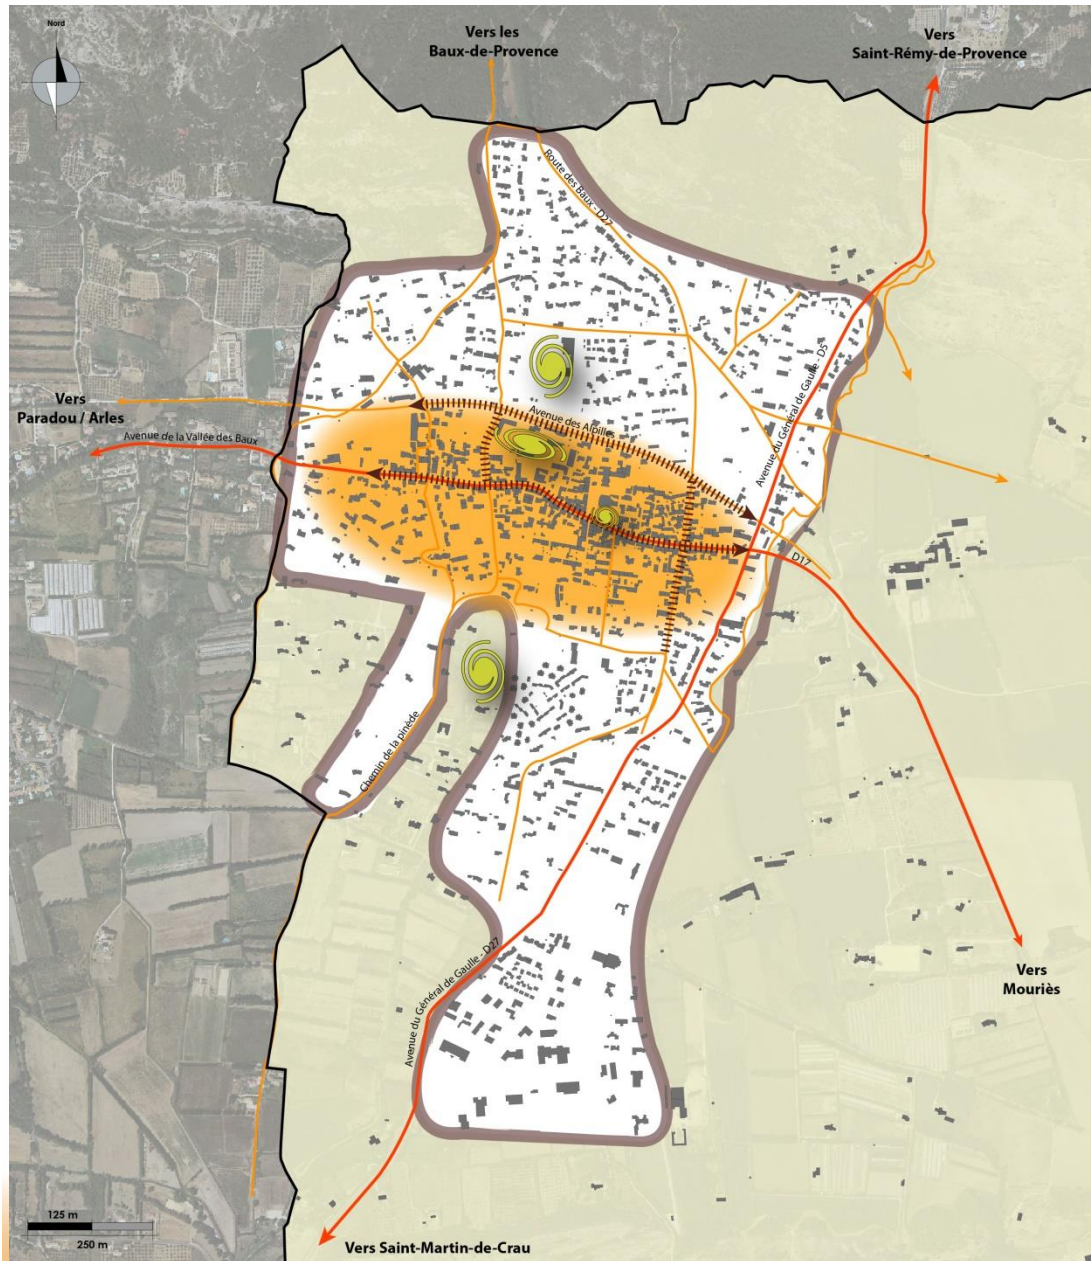 Nord
Vers les
Baux-de-Provence
Vers
Saint-Rémy-de-Provence
Route des Baux - D27
Avenue du Général de Gaulle - D5
Vers
Paradou / Arles
Avenue des Alpilles
Avenue de la Vallée des Baux
D17
Chemin de la pinède
Avenue du Général de Gaulle - D27
Vers
Mouriès
125 m
250 m
Vers Saint-Martin-de-Crau